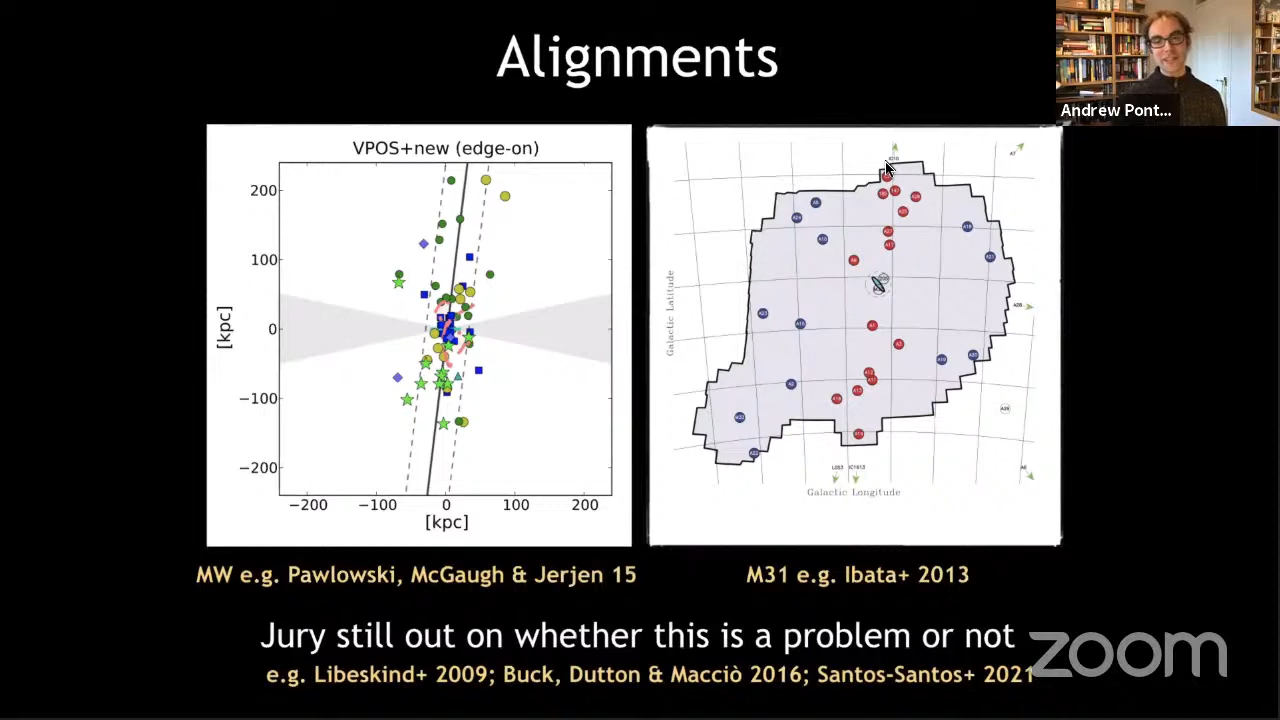 Alignments
Andrew Pont...
VPOS+new (edge-on)
200
100
0
−100
−200
[kpc]
−200
−100
0
100
200
[kpc]
Galactic Latitude
Galactic Longitude
LGS3
IC1613
MW e.g. Pawlowski, McGaugh & Jerjen 15
M31 e.g. Ibata+ 2013
Jury still out on whether this is a problem or not
e.g. Libeskind+ 2009; Buck, Dutton & Macciò 2016; Santos-Santos+ 2021
zoom